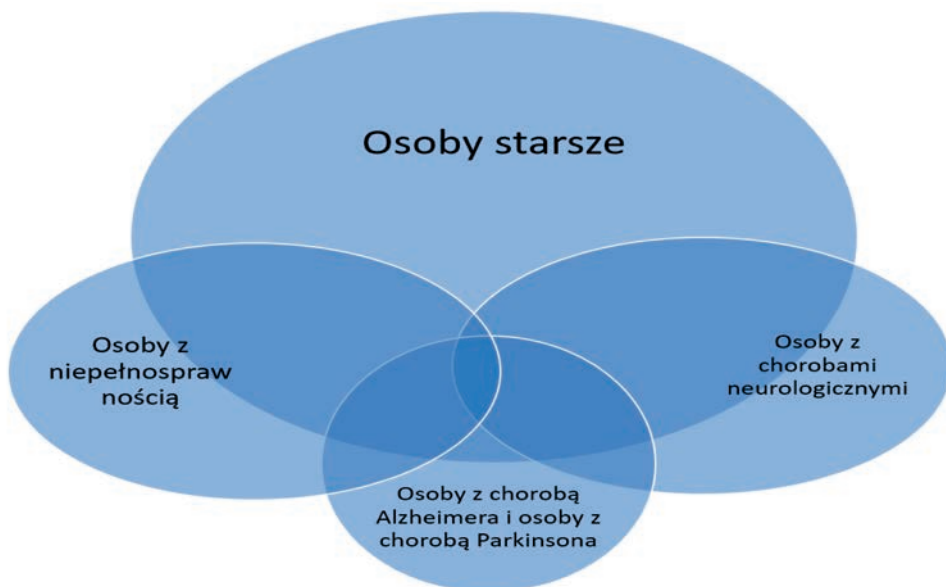 Osoby starsze
Osoby z
niepełnospraw
nością
Osoby z
chorobami
neurologicznymi
Osoby z chorobą
Alzheimera i osoby z
chorobą Parkinsona